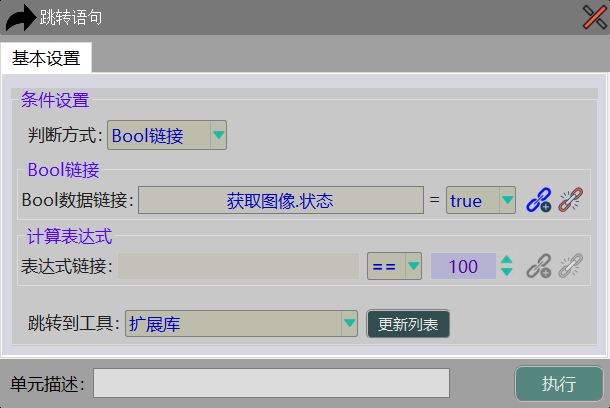 跳转语句
基本设置
条件设置
判断方式: Bool链接
Bool链接
Bool数据链接: 获取图像.状态 = true
计算表达式
表达式链接: == 100
跳转到工具: 扩展库 更新列表
单元描述: 执行